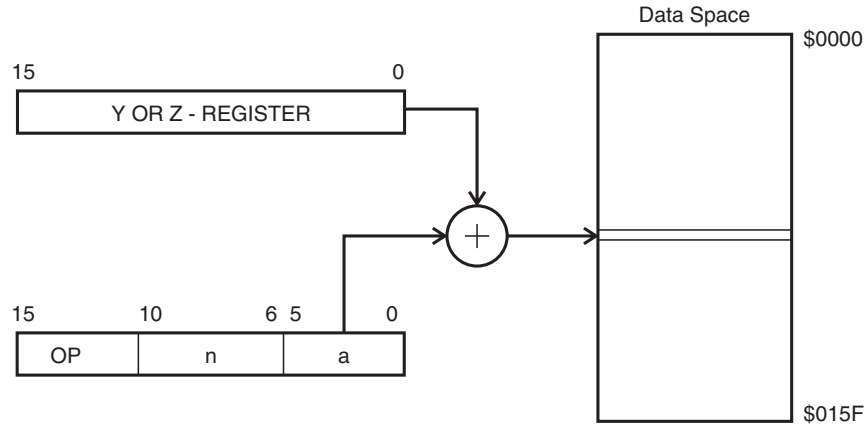 Data Space
$0000
15 0
Y OR Z - REGISTER
15 10 6 5 0
OP n a
$015F